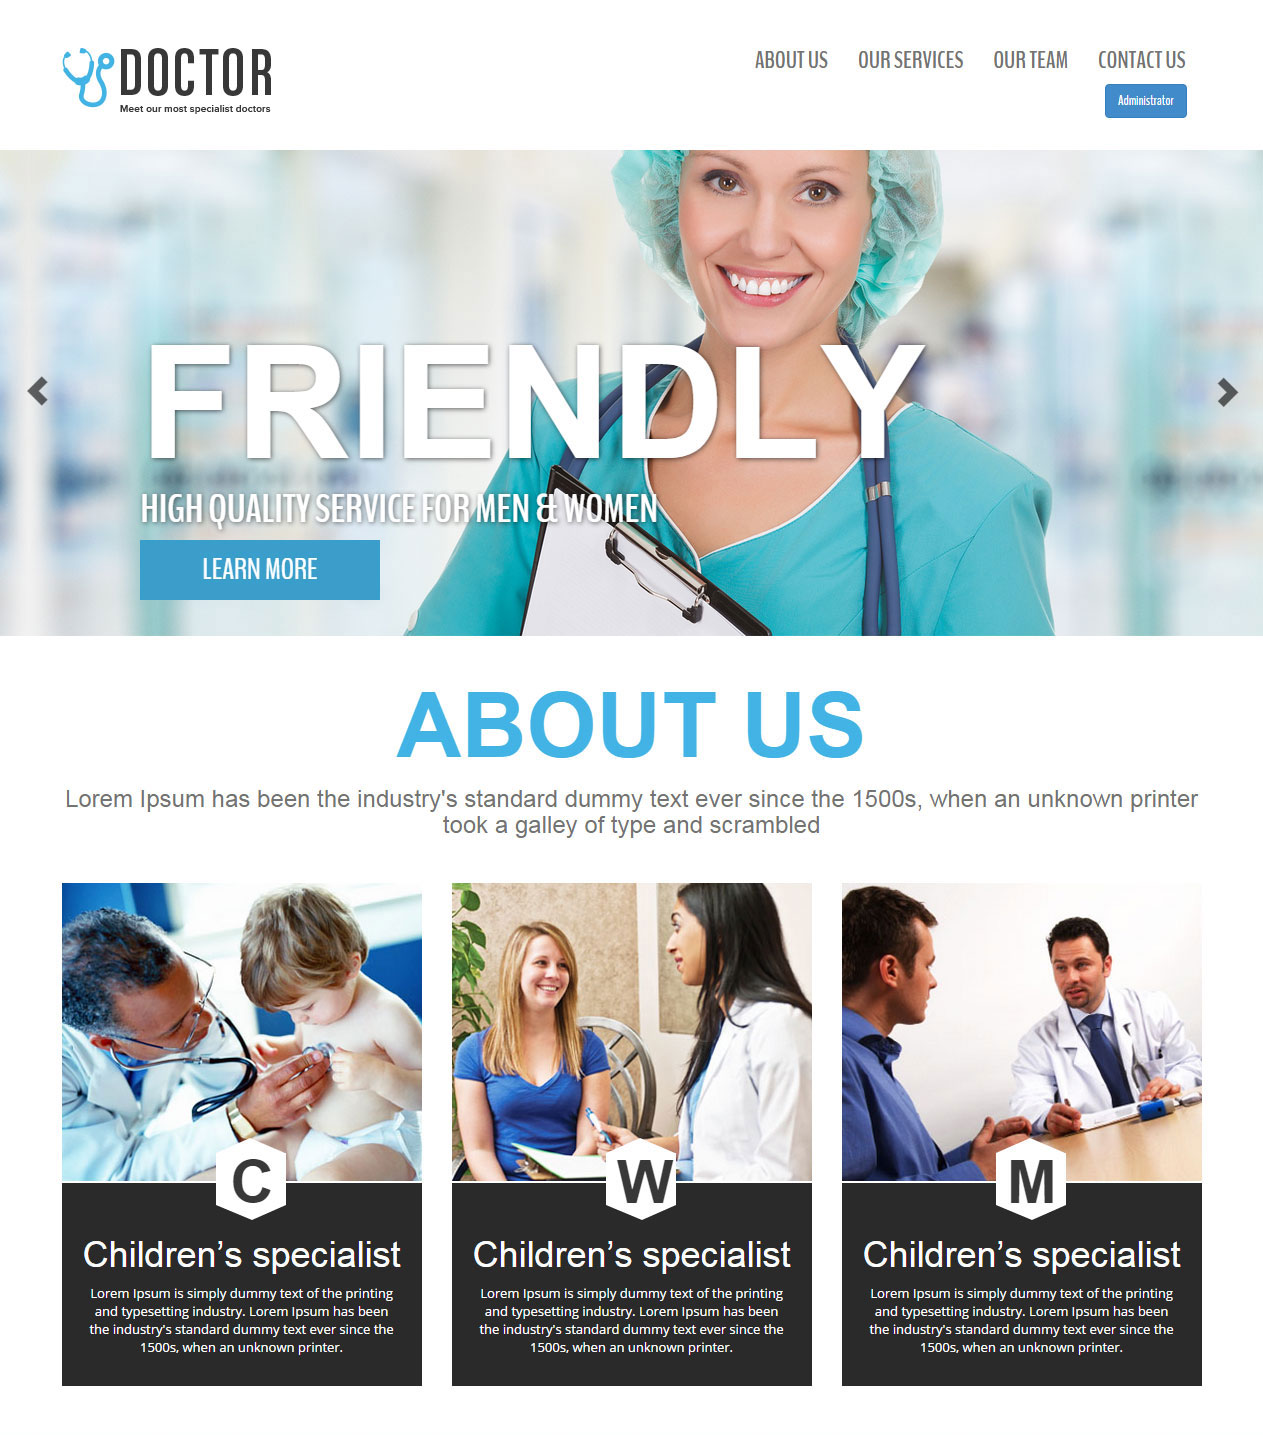 DOCTOR
Meet our most specialist doctors
ABOUT US
OUR SERVICES
OUR TEAM
CONTACT US
Administrator
FRIENDLY
HIGH QUALITY SERVICE FOR MEN & WOMEN
LEARN MORE
ABOUT US
Lorem Ipsum has been the industry's standard dummy text ever since the 1500s, when an unknown printer
took a galley of type and scrambled
C
Children’s specialist
Lorem Ipsum is simply dummy text of the printing
and typesetting industry. Lorem Ipsum has been
the industry's standard dummy text ever since the
1500s, when an unknown printer.
W
Children’s specialist
Lorem Ipsum is simply dummy text of the printing
and typesetting industry. Lorem Ipsum has been
the industry's standard dummy text ever since the
1500s, when an unknown printer.
M
Children’s specialist
Lorem Ipsum is simply dummy text of the printing
and typesetting industry. Lorem Ipsum has been
the industry's standard dummy text ever since the
1500s, when an unknown printer.